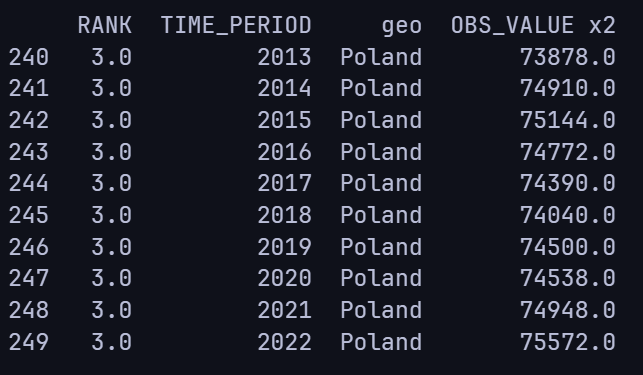 RANK TIME_PERIOD geo OBS_VALUE x2
240 3.0 2013 Poland 73878.0
241 3.0 2014 Poland 74910.0
242 3.0 2015 Poland 75144.0
243 3.0 2016 Poland 74772.0
244 3.0 2017 Poland 74390.0
245 3.0 2018 Poland 74040.0
246 3.0 2019 Poland 74500.0
247 3.0 2020 Poland 74538.0
248 3.0 2021 Poland 74948.0
249 3.0 2022 Poland 75572.0